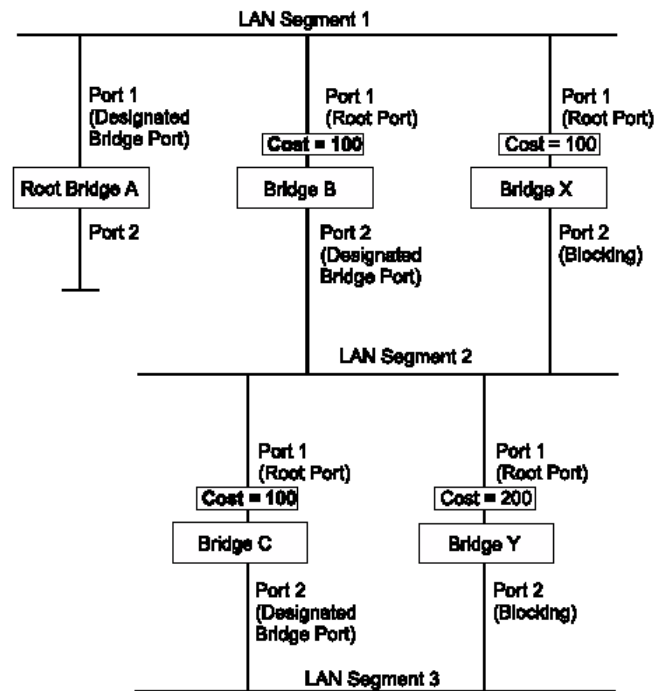 LAN Segment 1
Port 1
(Designated
Bridge Port)
Port 1
(Root Port)
Cost = 100
Port 1
(Root Port)
Cost = 100
Root Bridge A
Bridge B
Bridge X
Port 2
Port 2
(Designated
Bridge Port)
Port 2
(Blocking)
LAN Segment 2
Port 1
(Root Port)
Cost = 100
Port 1
(Root Port)
Cost = 200
Bridge C
Bridge Y
Port 2
(Designated
Bridge Port)
Port 2
(Blocking)
LAN Segment 3